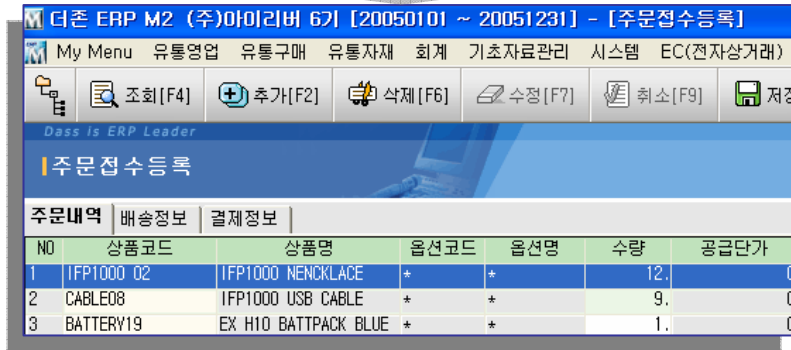 더존 ERP M2 (주)아이리버 6기 [20050101 ~ 20051231] - [주문접수등록]
My Menu 유통영업 유통구매 유통자재 회계 기초자료관리 시스템 EC(전자상거래)
조회[F4] 추가[F2] 삭제[F6] 수정[F7] 취소[F9] 저장
Dass is ERP Leader
주문접수등록
주문내역 배송정보 결제정보
NO 상품코드 상품명 옵션코드 옵션명 수량 공급단가
1 IFP1000 02 IFP1000 NENCKLACE * * 12. 0
2 CABLE08 IFP1000 USB CABLE * * 9. 0
3 BATTERY19 EX H10 BATTPACK BLUE * * 1. 0